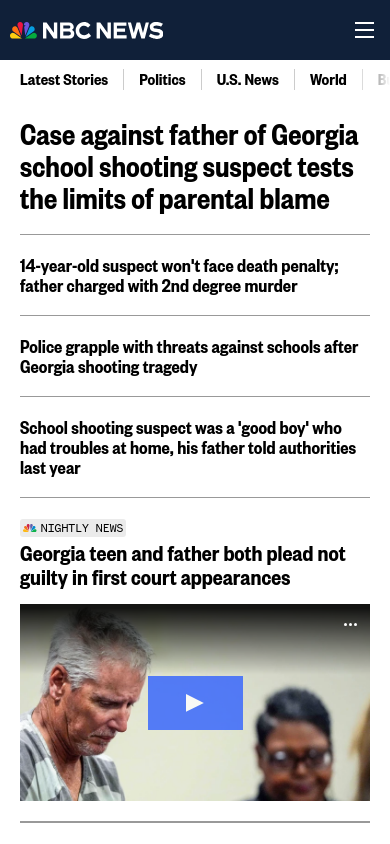 NBC NEWS
Latest Stories
Politics
U.S. News
World
Case against father of Georgia
school shooting suspect tests
the limits of parental blame
14-year-old suspect won't face death penalty;
father charged with 2nd degree murder
Police grapple with threats against schools after
Georgia shooting tragedy
School shooting suspect was a 'good boy' who
had troubles at home, his father told authorities
last year
NIGHTLY NEWS
Georgia teen and father both plead not
guilty in first court appearances